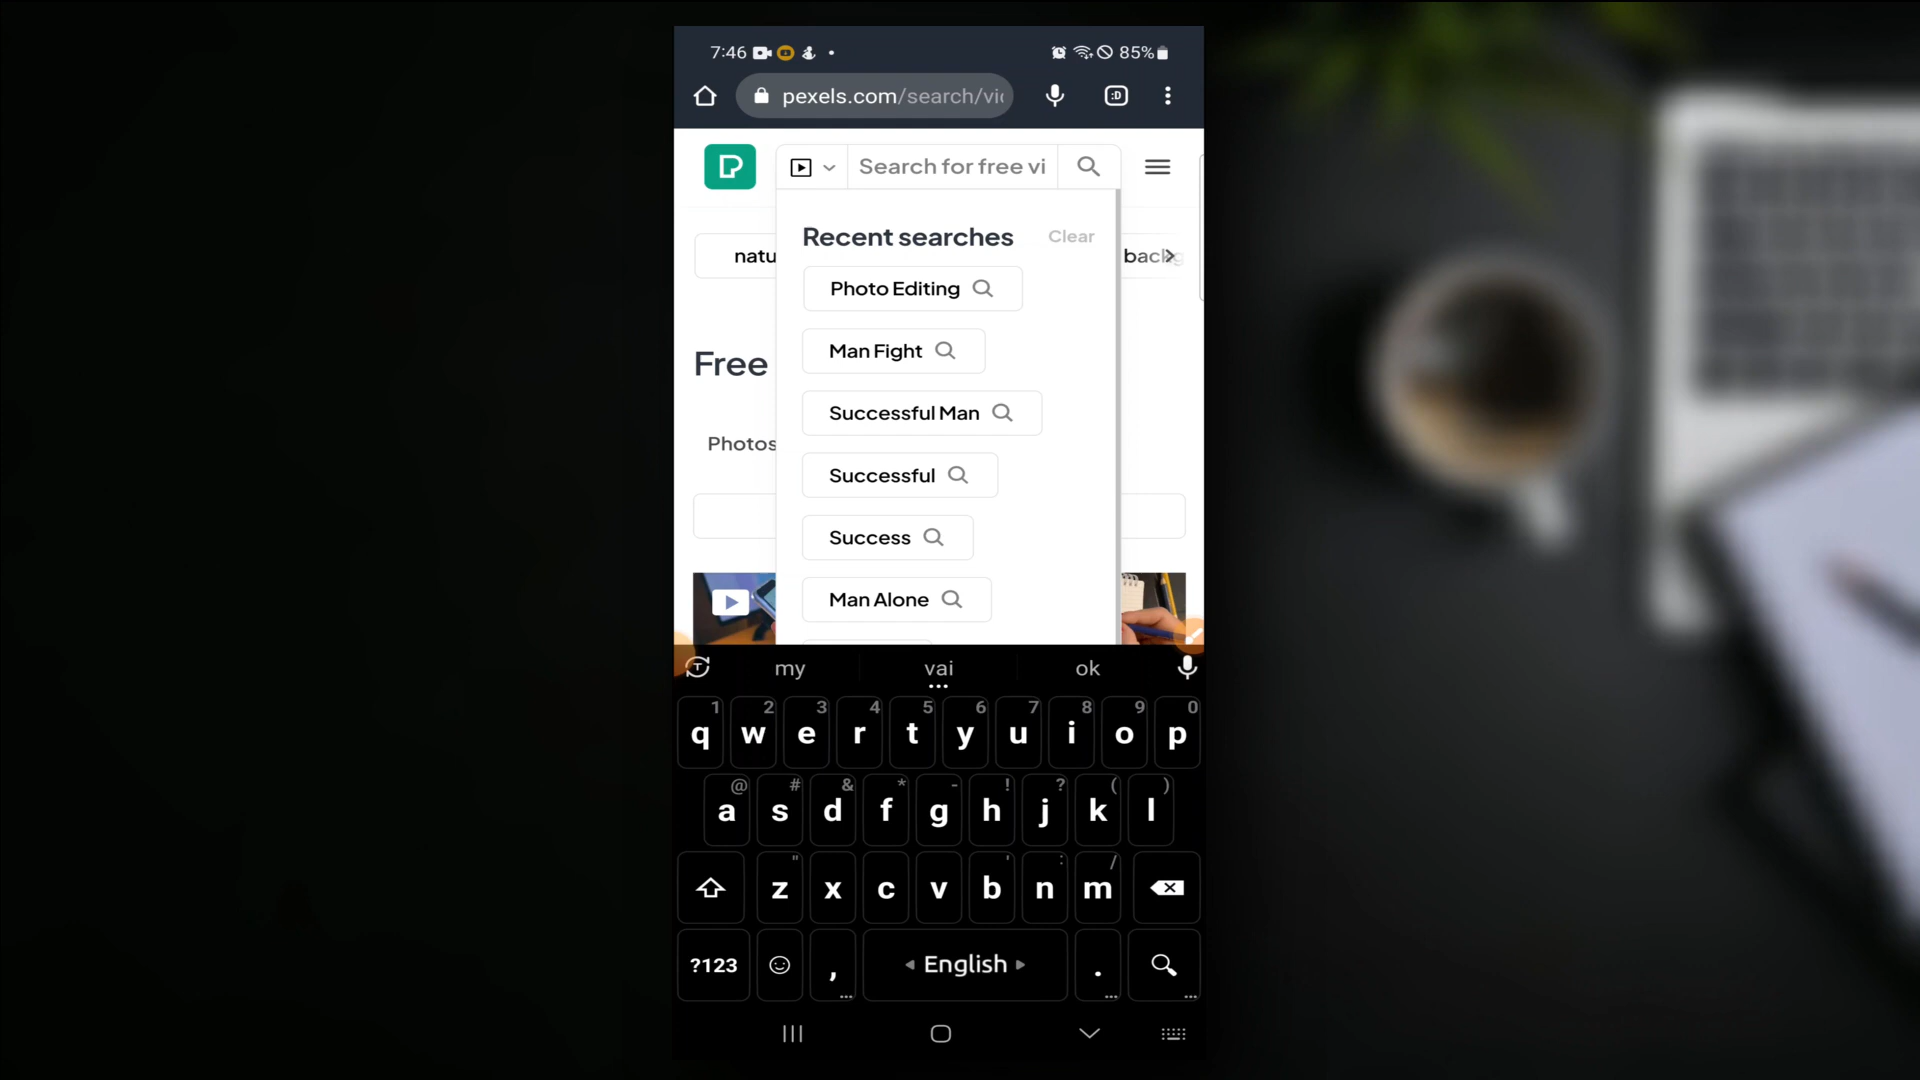 7:46 85%
pexels.com/search/vi
:D
Search for free vi
Recent searches Clear
natu
back
Photo Editing
Man Fight
Free
Successful Man
Photos
Successful
Success
Man Alone
my vai ok
1 2 3 4 5 6 7 8 9 0
q w e r t y u i o p
@ # & * - ! ? ( )
a s d f g h j k l
" ' : /
z x c v b n m
?123 , English .